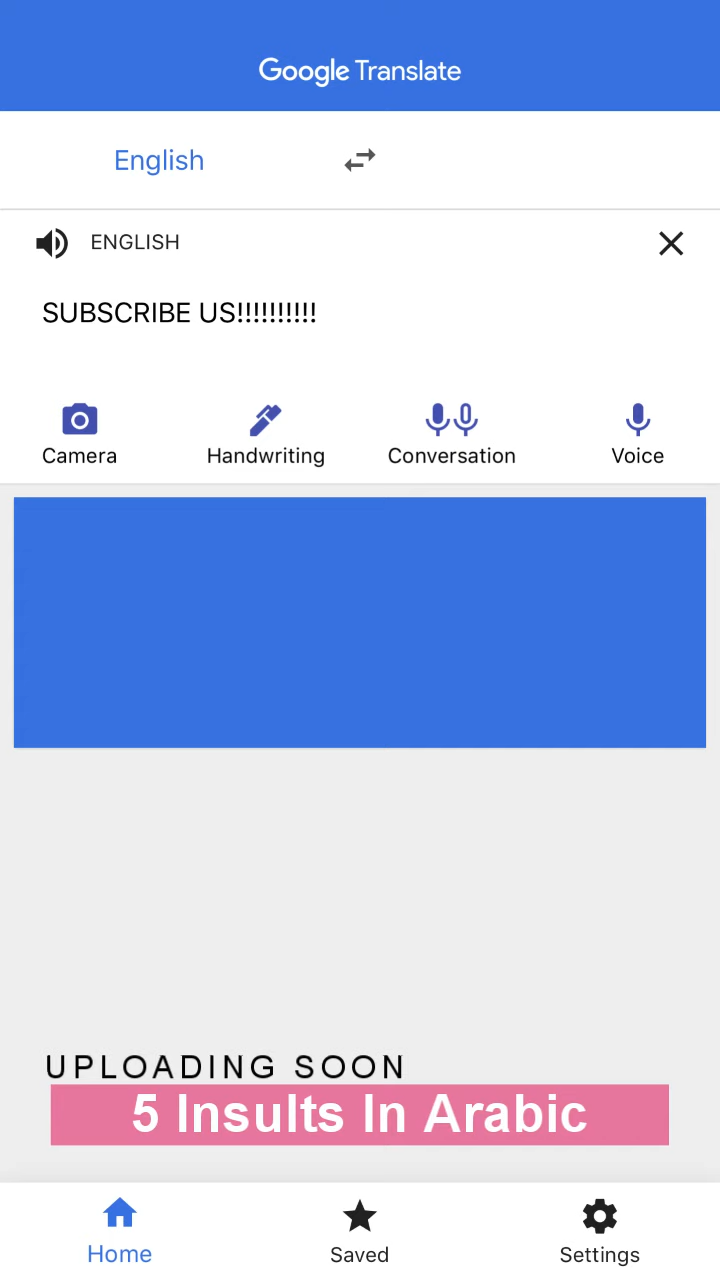 Google Translate
English
ENGLISH
SUBSCRIBE US!!!!!!!!!!
Camera Handwriting Conversation Voice
UPLOADING SOON
5 Insults In Arabic
Home Saved Settings